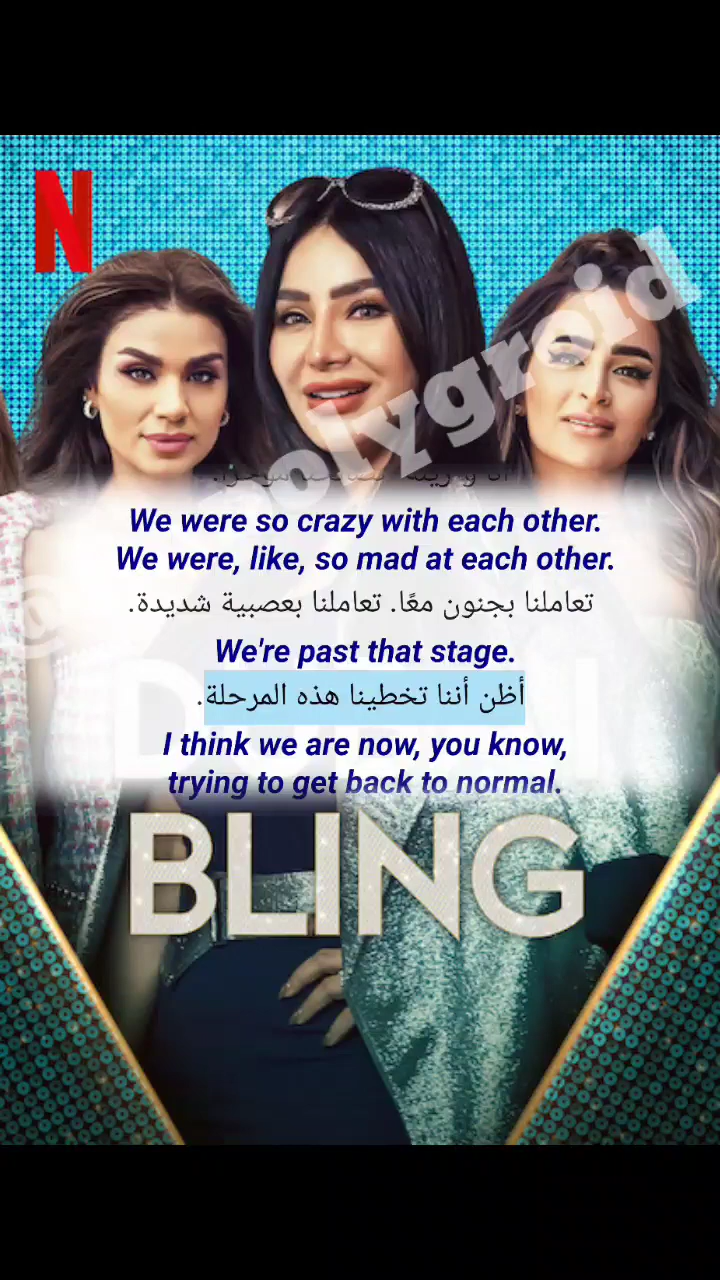 N
@polygroid
We were so crazy with each other.
We were, like, so mad at each other.
تعاملنا بجنون معًا. تعاملنا بعصبية شديدة.
We're past that stage.
أظن أننا تخطينا هذه المرحلة.
I think we are now, you know,
trying to get back to normal.
BLING